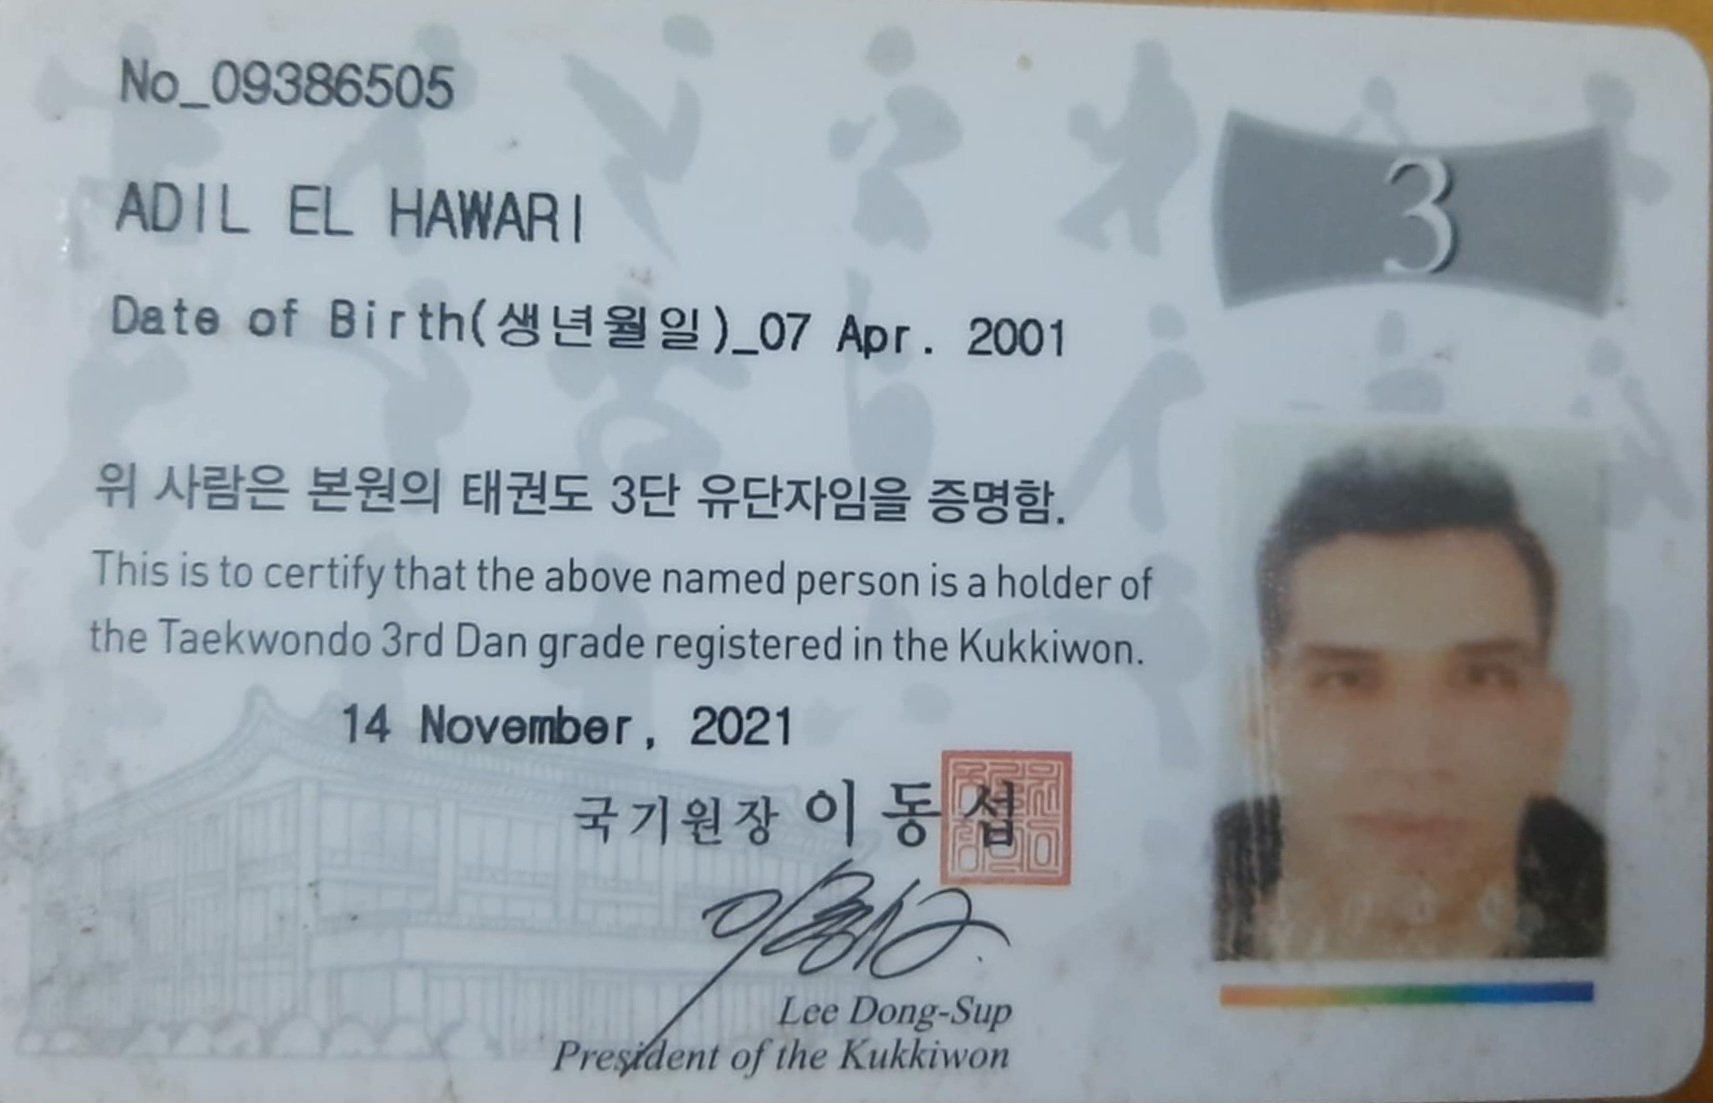 No_09386505
3
ADIL EL HAWARI
Date of Birth(생년월일)_07 Apr. 2001
위 사람은 본원의 태권도 3단 유단자임을 증명함.
This is to certify that the above named person is a holder of
the Taekwondo 3rd Dan grade registered in the Kukkiwon.
14 November, 2021
국기원장 이동섭
Lee Dong-Sup
President of the Kukkiwon